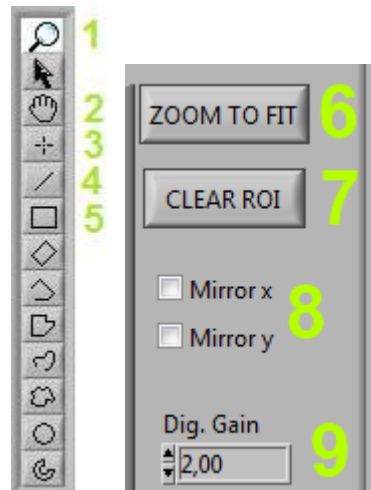 1
2
3
4
5
ZOOM TO FIT 6
CLEAR ROI 7
Mirror x
8
Mirror y
Dig. Gain
2,00 9